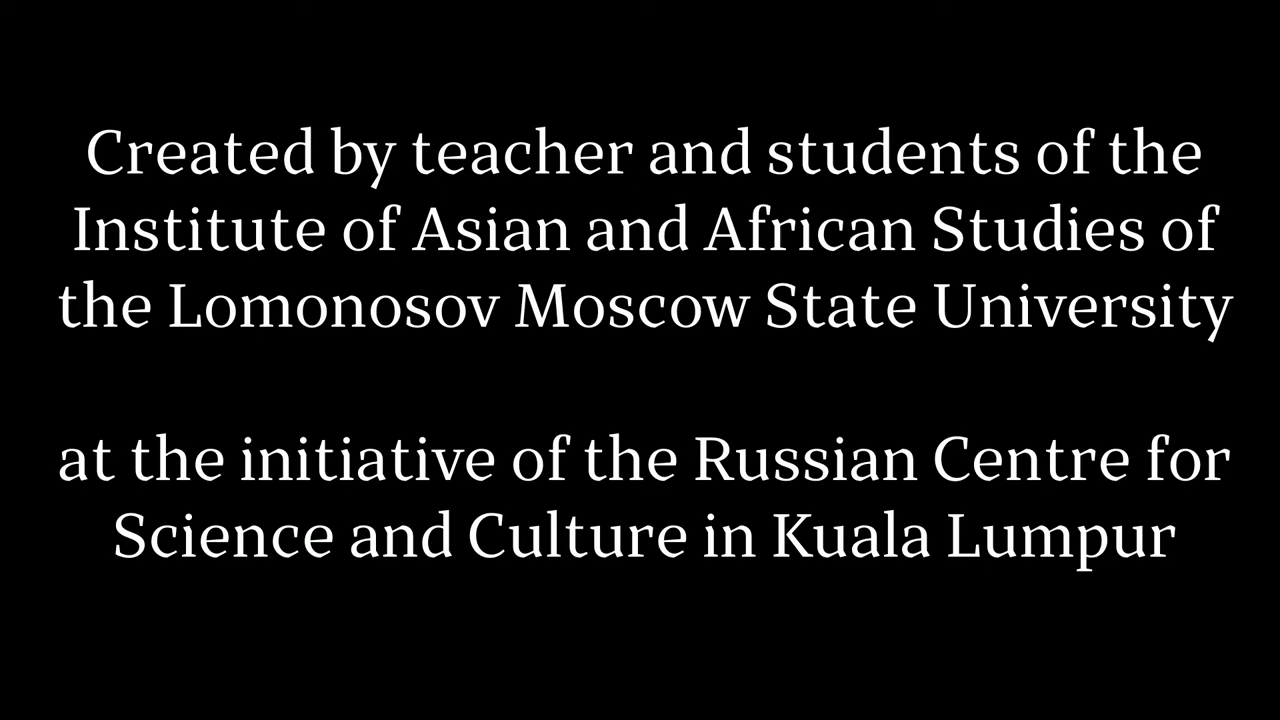 Created by teacher and students of the
Institute of Asian and African Studies of
the Lomonosov Moscow State University
at the initiative of the Russian Centre for
Science and Culture in Kuala Lumpur